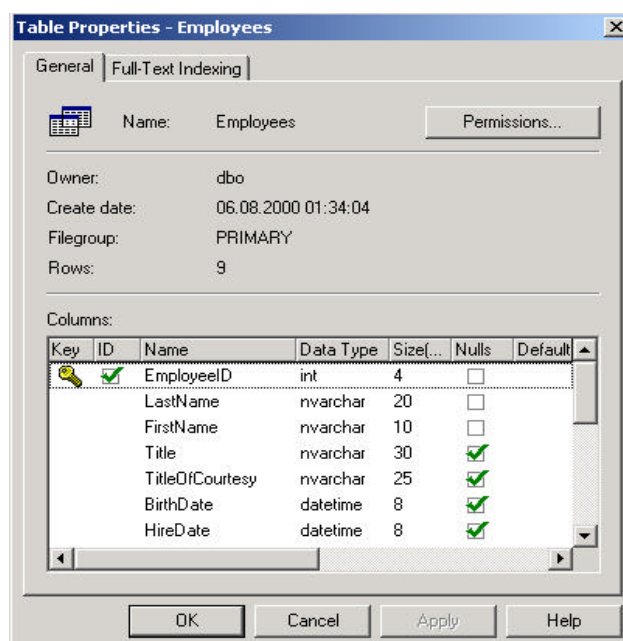 Table Properties - Employees
General Full-Text Indexing
Name: Employees Permissions...
Owner: dbo
Create date: 06.08.2000 01:34:04
Filegroup: PRIMARY
Rows: 9
Columns:
Key ID Name Data Type Size(... Nulls Default
EmployeeID int 4
LastName nvarchar 20
FirstName nvarchar 10
Title nvarchar 30
TitleOfCourtesy nvarchar 25
BirthDate datetime 8
HireDate datetime 8
OK Cancel Apply Help